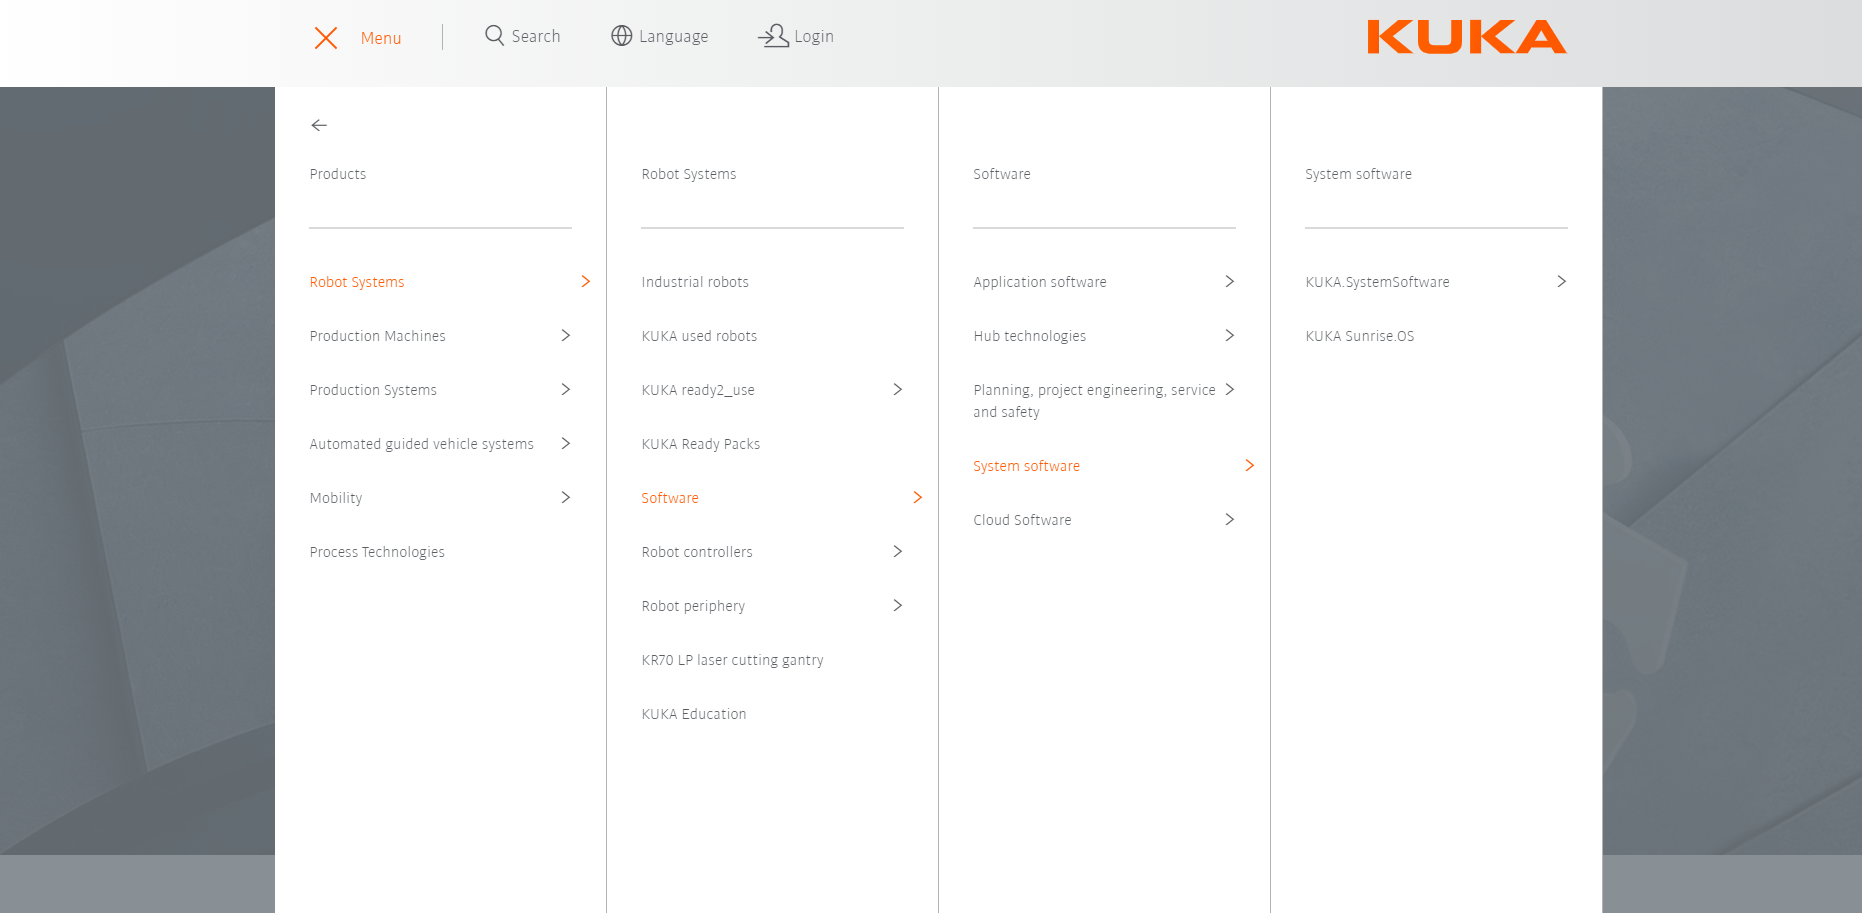 Menu
Search
Language
Login
KUKA
Products
Robot Systems
Production Machines
Production Systems
Automated guided vehicle systems
Mobility
Process Technologies
Robot Systems
Industrial robots
KUKA used robots
KUKA ready2_use
KUKA Ready Packs
Software
Robot controllers
Robot periphery
KR70 LP laser cutting gantry
KUKA Education
Software
Application software
Hub technologies
Planning, project engineering, service
and safety
System software
Cloud Software
System software
KUKA.SystemSoftware
KUKA Sunrise.OS